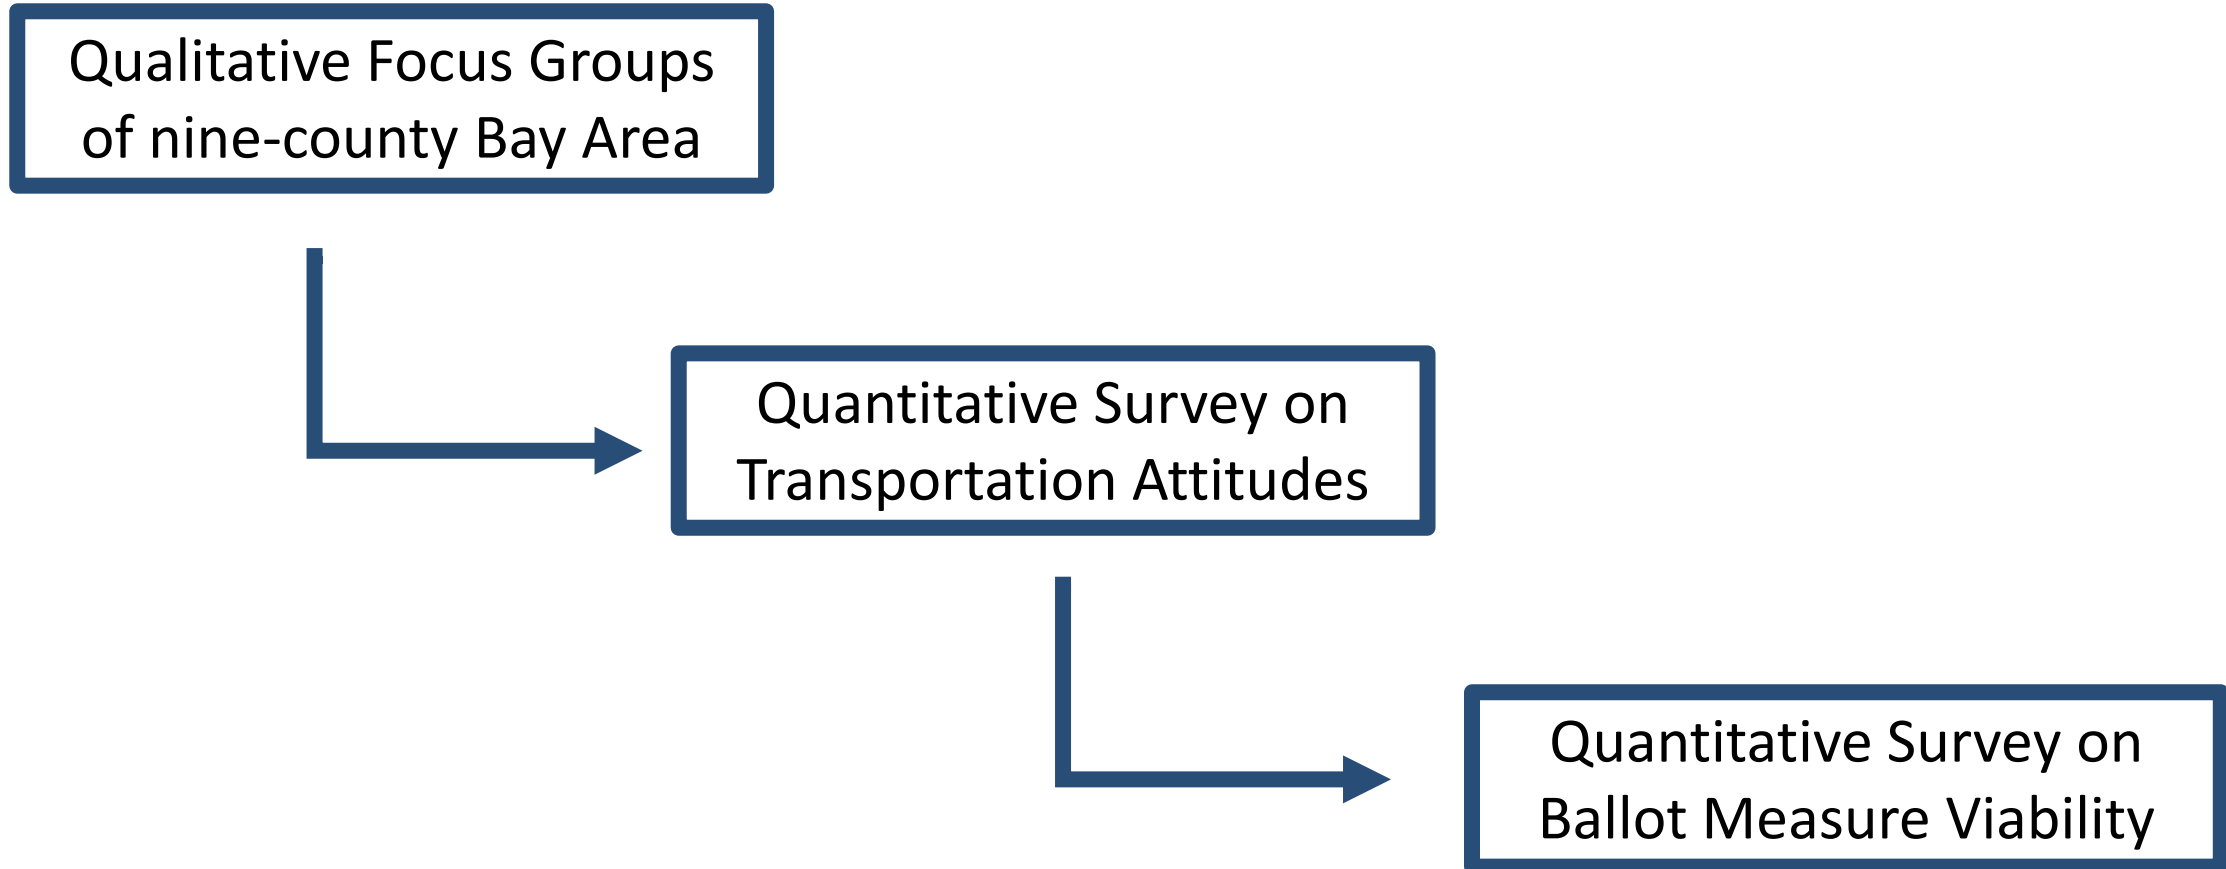 Qualitative Focus Groups
of nine-county Bay Area
Quantitative Survey on
Transportation Attitudes
Quantitative Survey on
Ballot Measure Viability